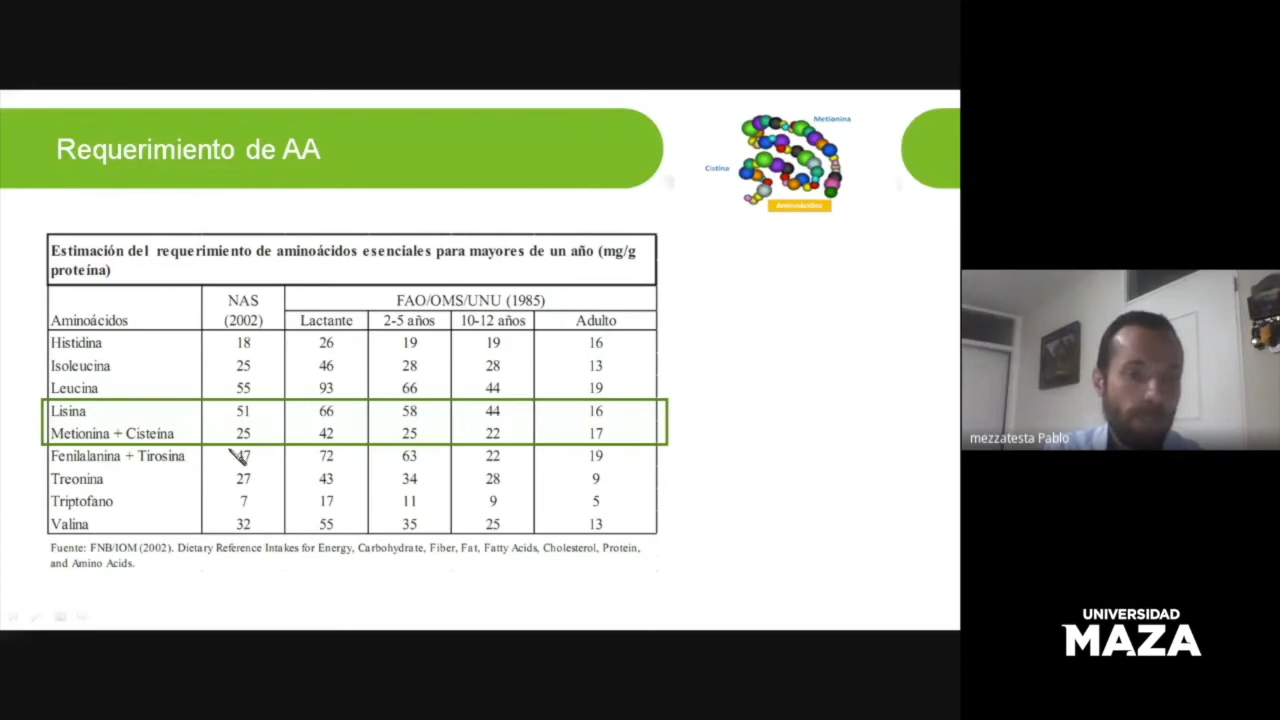 Requerimiento de AA
Metionina
Cistina
Aminoácidos
Estimación del requerimiento de aminoácidos esenciales para mayores de un año (mg/g
proteína)
NAS FAO/OMS/UNU (1985)
Aminoácidos (2002) Lactante 2-5 años 10-12 años Adulto
Histidina 18 26 19 19 16
Isoleucina 25 46 28 28 13
Leucina 55 93 66 44 19
Lisina 51 66 58 44 16
Metionina + Cisteína 25 42 25 22 17
Fenilalanina + Tirosina 47 72 63 22 19
Treonina 27 43 34 28 9
Triptofano 7 17 11 9 5
Valina 32 55 35 25 13
Fuente: FNB/IOM (2002). Dietary Reference Intakes for Energy, Carbohydrate, Fiber, Fat, Fatty Acids, Cholesterol, Protein,
and Amino Acids.
mezzatesta Pablo
UNIVERSIDAD
MAZA